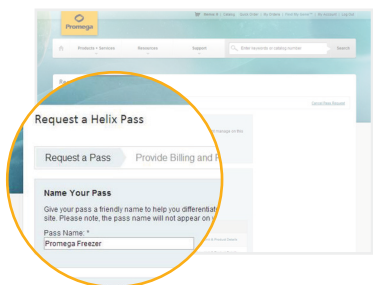 Promega
Products + Services
Resources
Support
Enter keywords or catalog number
Search
Request a Helix Pass
Request a Pass
Provide Billing and
Name Your Pass
Give your pass a friendly name to help you differentiat
site. Please note, the pass name will not appear on
Pass Name: *
Promega Freezer